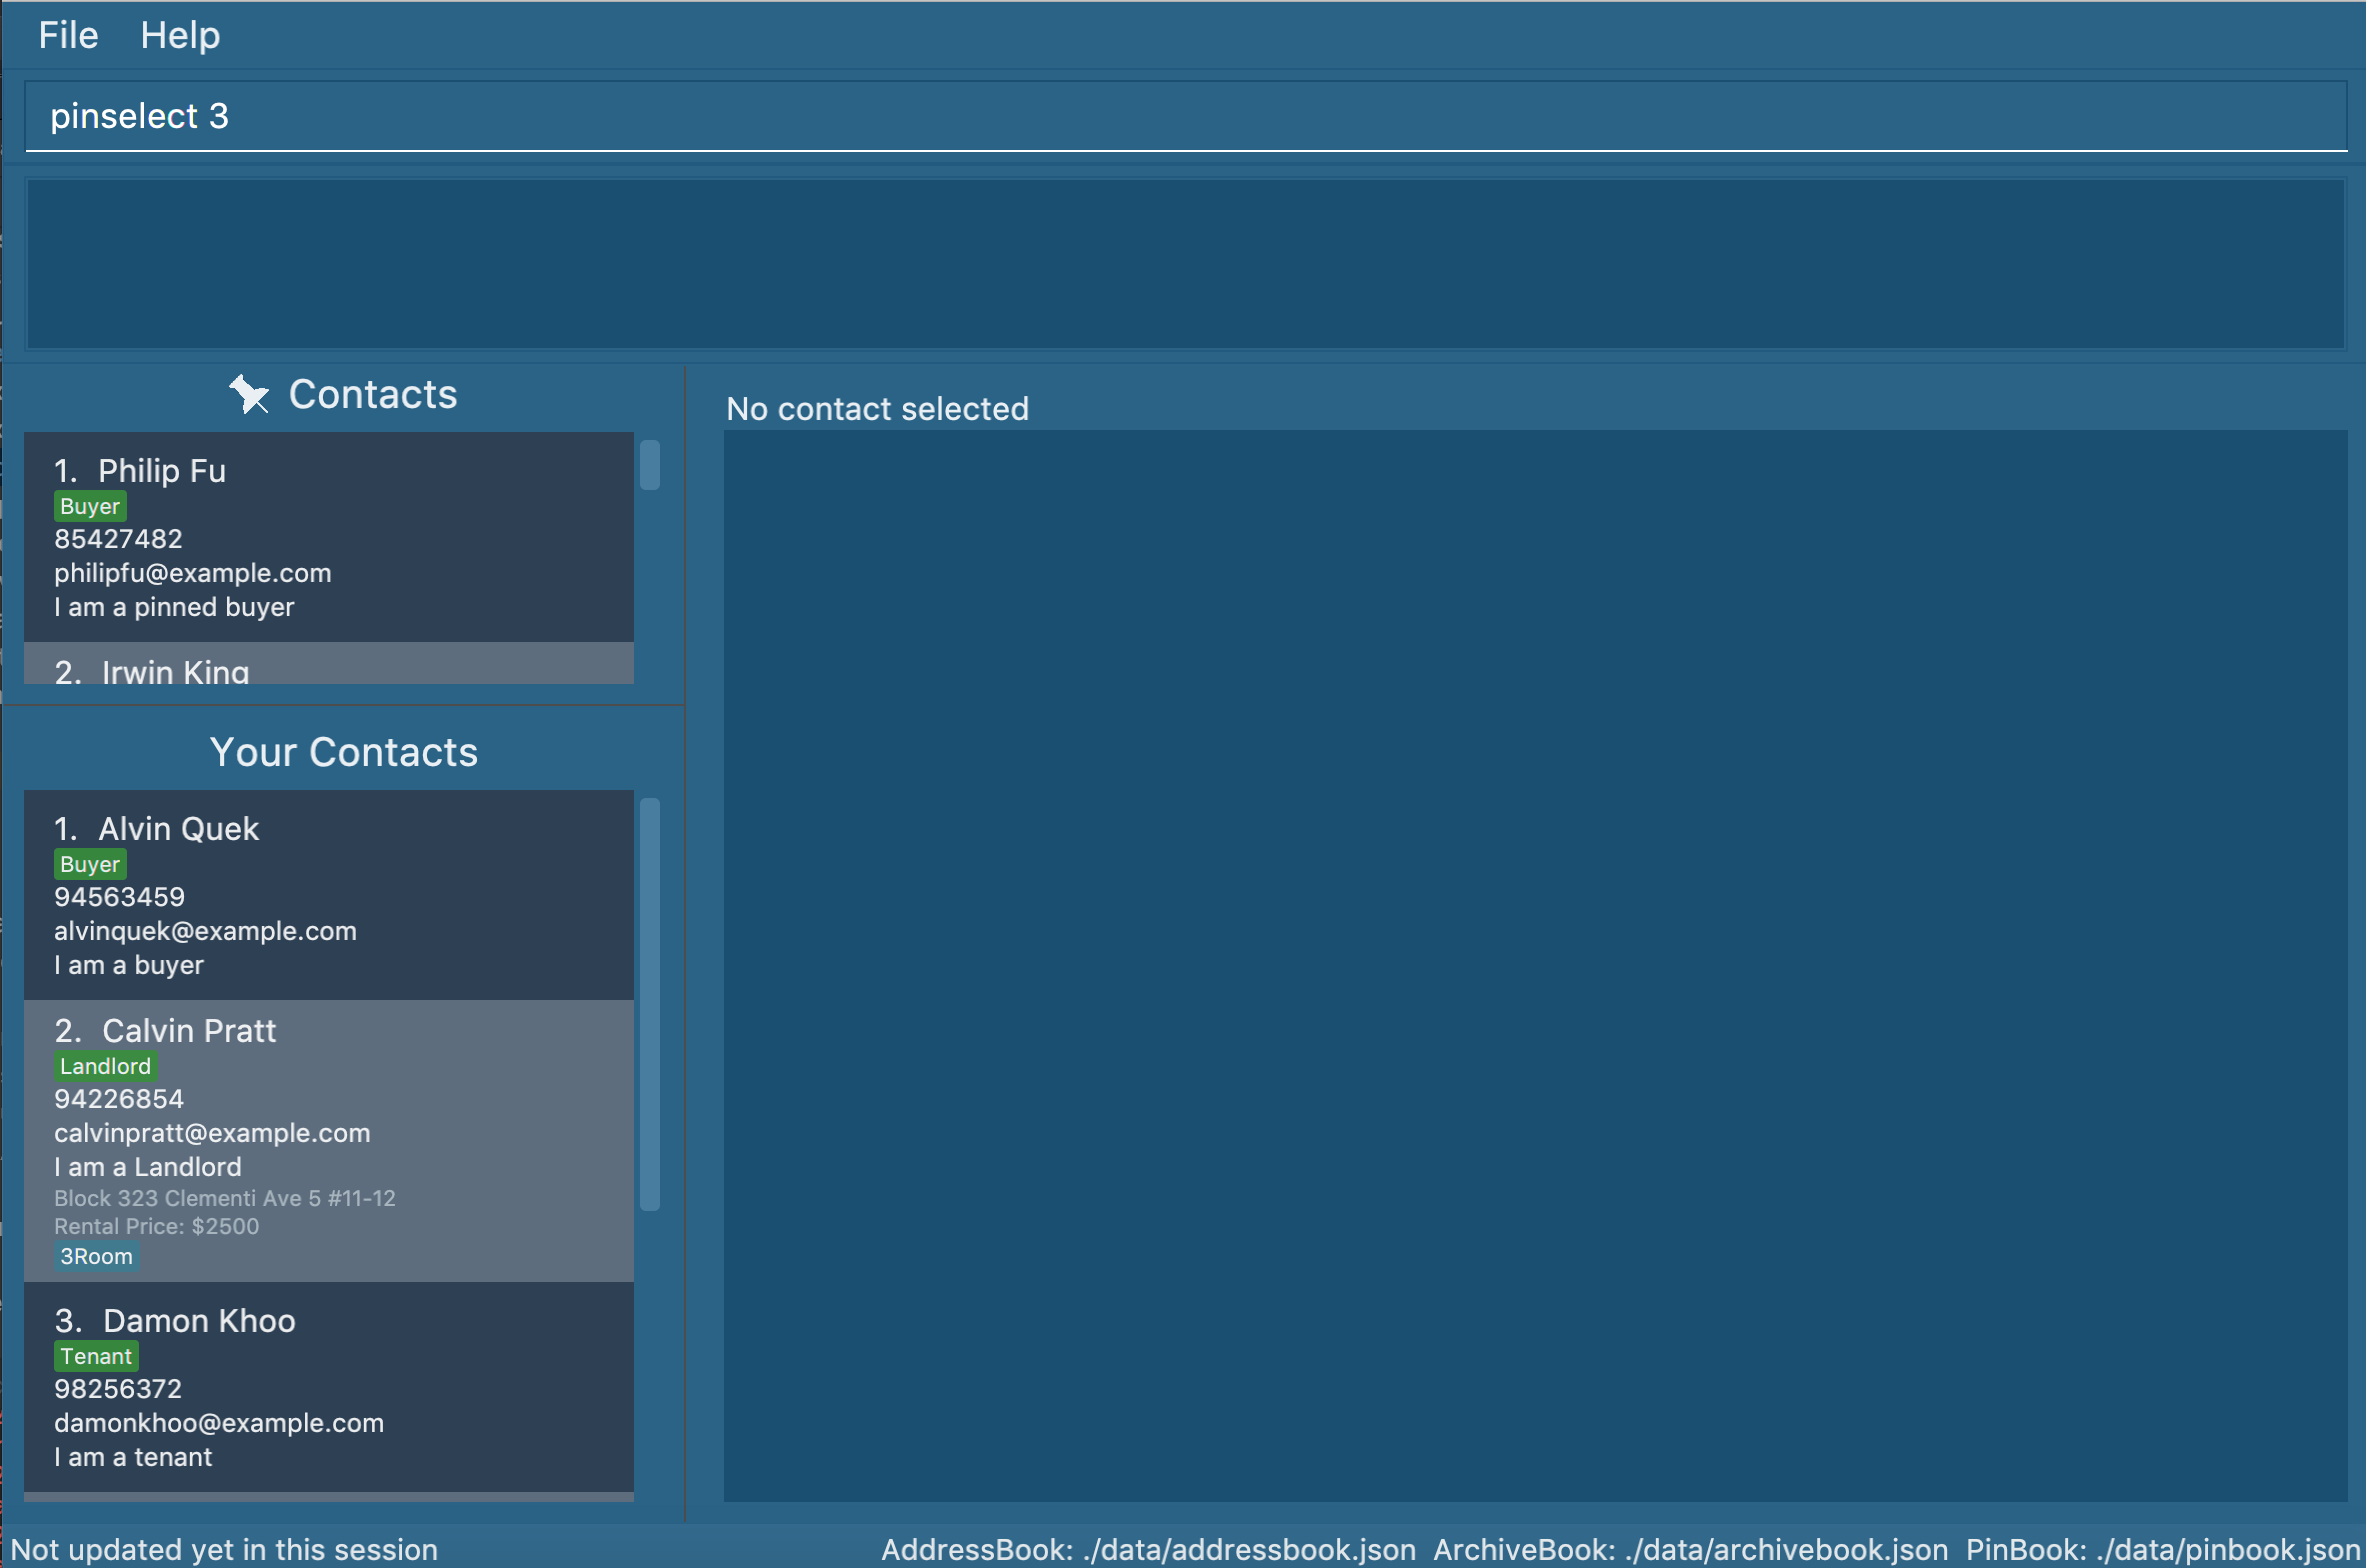 File Help
pinselect 3
Contacts
1. Philip Fu
Buyer
85427482
philipfu@example.com
I am a pinned buyer
2. Irwin King
Your Contacts
1. Alvin Quek
Buyer
94563459
alvinquek@example.com
I am a buyer
2. Calvin Pratt
Landlord
94226854
calvinpratt@example.com
I am a Landlord
Block 323 Clementi Ave 5 #11-12
Rental Price: $2500
3Room
3. Damon Khoo
Tenant
98256372
damonkhoo@example.com
I am a tenant
No contact selected
Not updated yet in this session
AddressBook: ./data/addressbook.json ArchiveBook: ./data/archivebook.json PinBook: ./data/pinbook.json